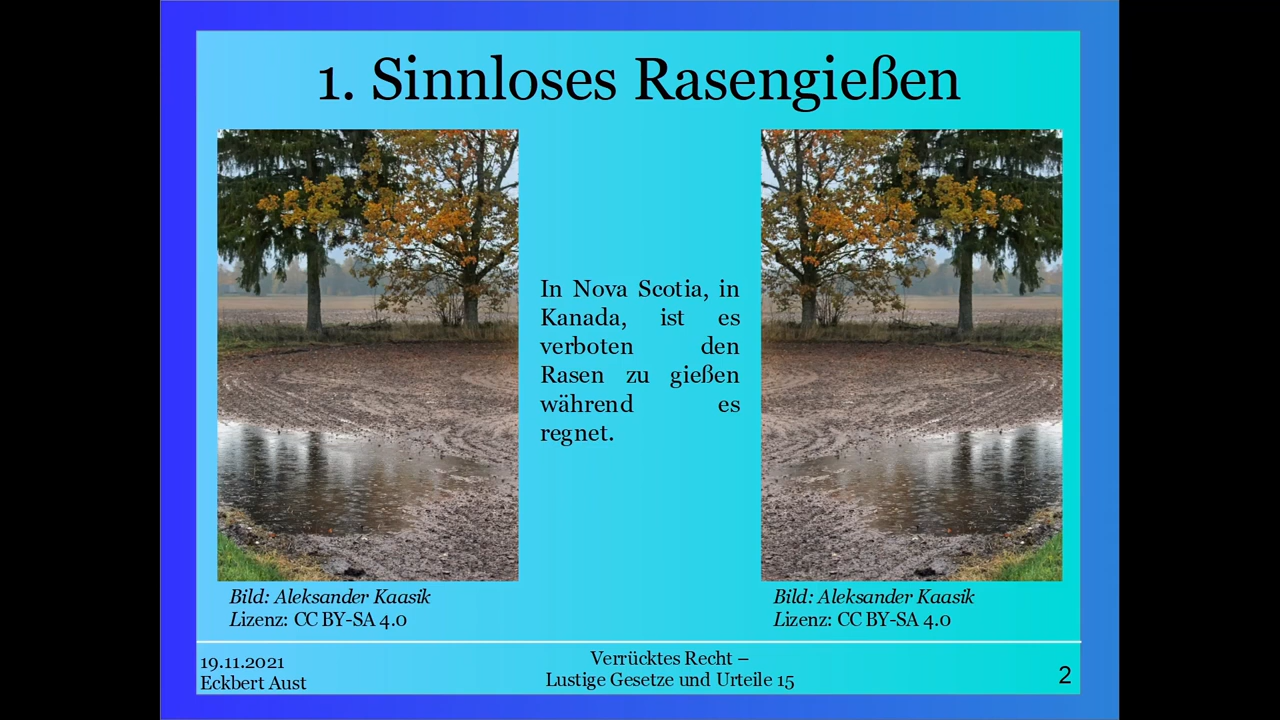 1. Sinnloses Rasengießen
In Nova Scotia, in
Kanada, ist es
verboten den
Rasen zu gießen
während es
regnet.
Bild: Aleksander Kaasik
Lizenz: CC BY-SA 4.0
Bild: Aleksander Kaasik
Lizenz: CC BY-SA 4.0
19.11.2021
Eckbert Aust
Verrücktes Recht –
Lustige Gesetze und Urteile 15
2